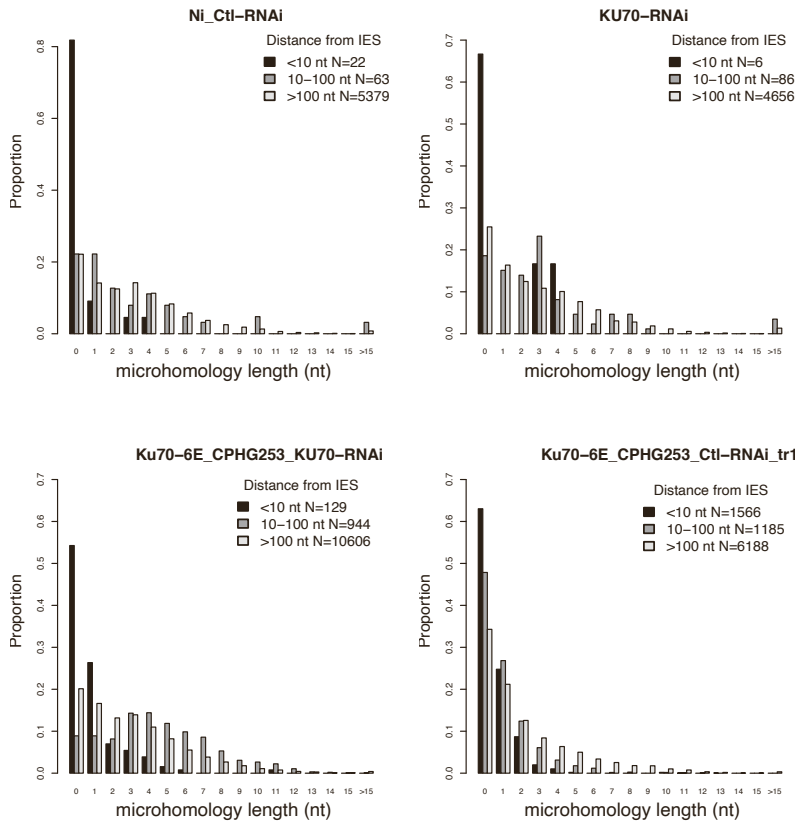 Ni_Ctl−RNAi
Distance from IES
<10 nt N=22
10−100 nt N=63
>100 nt N=5379
Proportion
0.0 0.2 0.4 0.6 0.8
0 1 2 3 4 5 6 7 8 9 10 11 12 13 14 15 >15
microhomology length (nt)
KU70−RNAi
Distance from IES
<10 nt N=6
10−100 nt N=86
>100 nt N=4656
Proportion
0.0 0.1 0.2 0.3 0.4 0.5 0.6 0.7
0 1 2 3 4 5 6 7 8 9 10 11 12 13 14 15 >15
microhomology length (nt)
Ku70−6E_CPHG253_KU70−RNAi
Distance from IES
<10 nt N=129
10−100 nt N=944
>100 nt N=10606
Proportion
0.0 0.1 0.2 0.3 0.4 0.5 0.6 0.7
0 1 2 3 4 5 6 7 8 9 10 11 12 13 14 15 >15
microhomology length (nt)
Ku70−6E_CPHG253_Ctl−RNAi_tr1
Distance from IES
<10 nt N=1566
10−100 nt N=1185
>100 nt N=6188
Proportion
0.0 0.1 0.2 0.3 0.4 0.5 0.6 0.7
0 1 2 3 4 5 6 7 8 9 10 11 12 13 14 15 >15
microhomology length (nt)